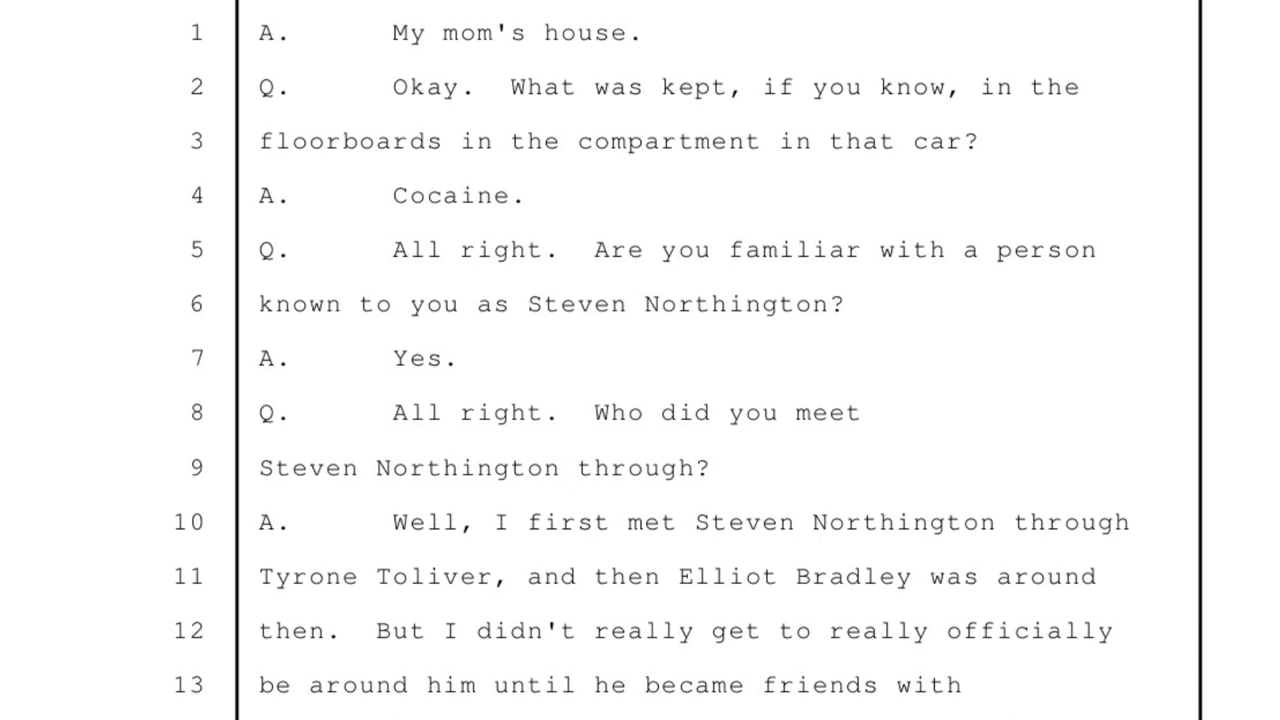 1 A. My mom's house.
2 Q. Okay. What was kept, if you know, in the
3 floorboards in the compartment in that car?
4 A. Cocaine.
5 Q. All right. Are you familiar with a person
6 known to you as Steven Northington?
7 A. Yes.
8 Q. All right. Who did you meet
9 Steven Northington through?
10 A. Well, I first met Steven Northington through
11 Tyrone Toliver, and then Elliot Bradley was around
12 then. But I didn't really get to really officially
13 be around him until he became friends with